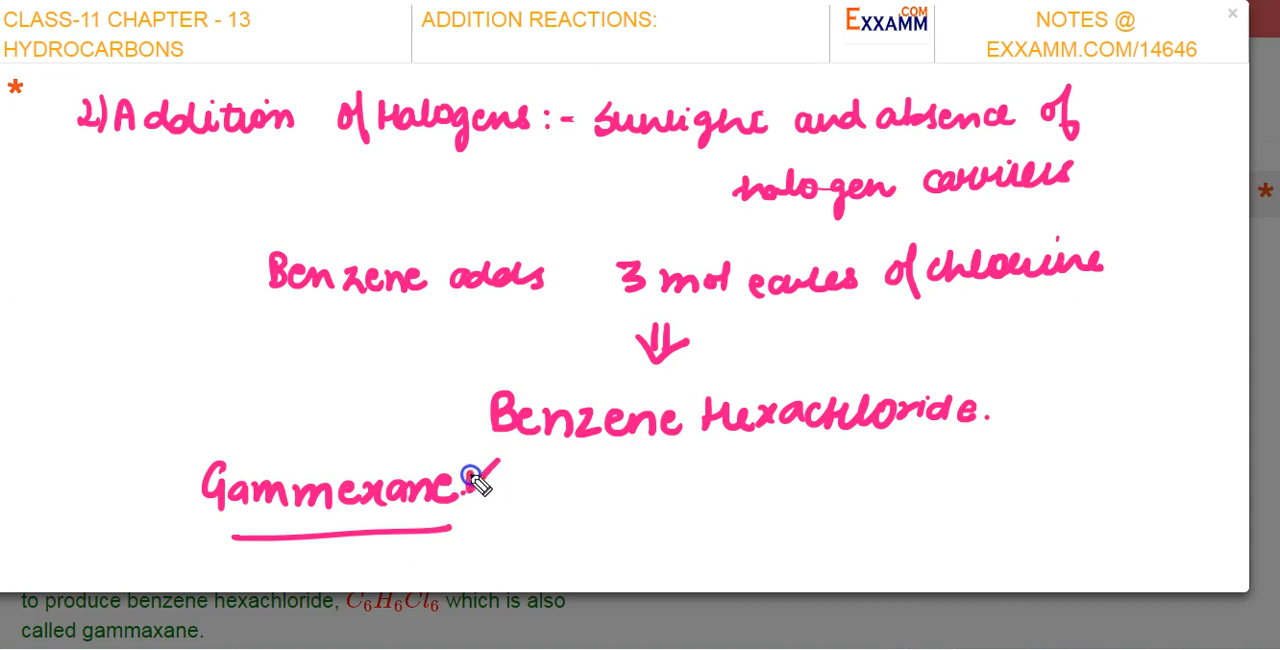 CLASS-11 CHAPTER - 13
HYDROCARBONS
ADDITION REACTIONS:
EXXAMM.COM
NOTES @
EXXAMM.COM/14646
×
*
2) Addition of Halogens :- Sunlight and absence of
halogen carriers
*
Benzene adds 3 molecules of chlorine
⇓
Benzene Hexachloride.
Gammexane.
to produce benzene hexachloride, C₆H₆Cl₆ which is also
called gammaxane.